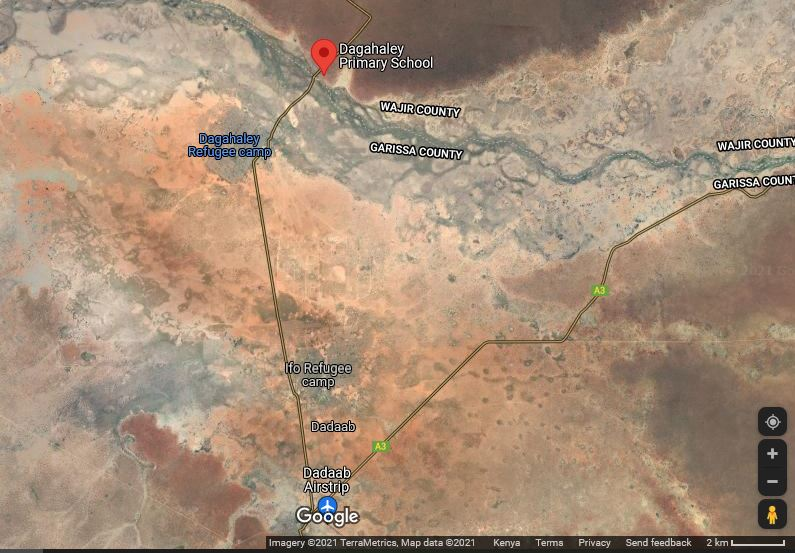 Dagahaley
Primary School
WAJIR COUNTY
Dagahaley
Refugee camp
GARISSA COUNTY
WAJIR COUNTY
GARISSA COUNT
A3
Ifo Refugee
camp
Dadaab
A3
Dadaab
Airstrip
Google
Imagery ©2021 TerraMetrics, Map data ©2021 Kenya Terms Privacy Send feedback 2 km